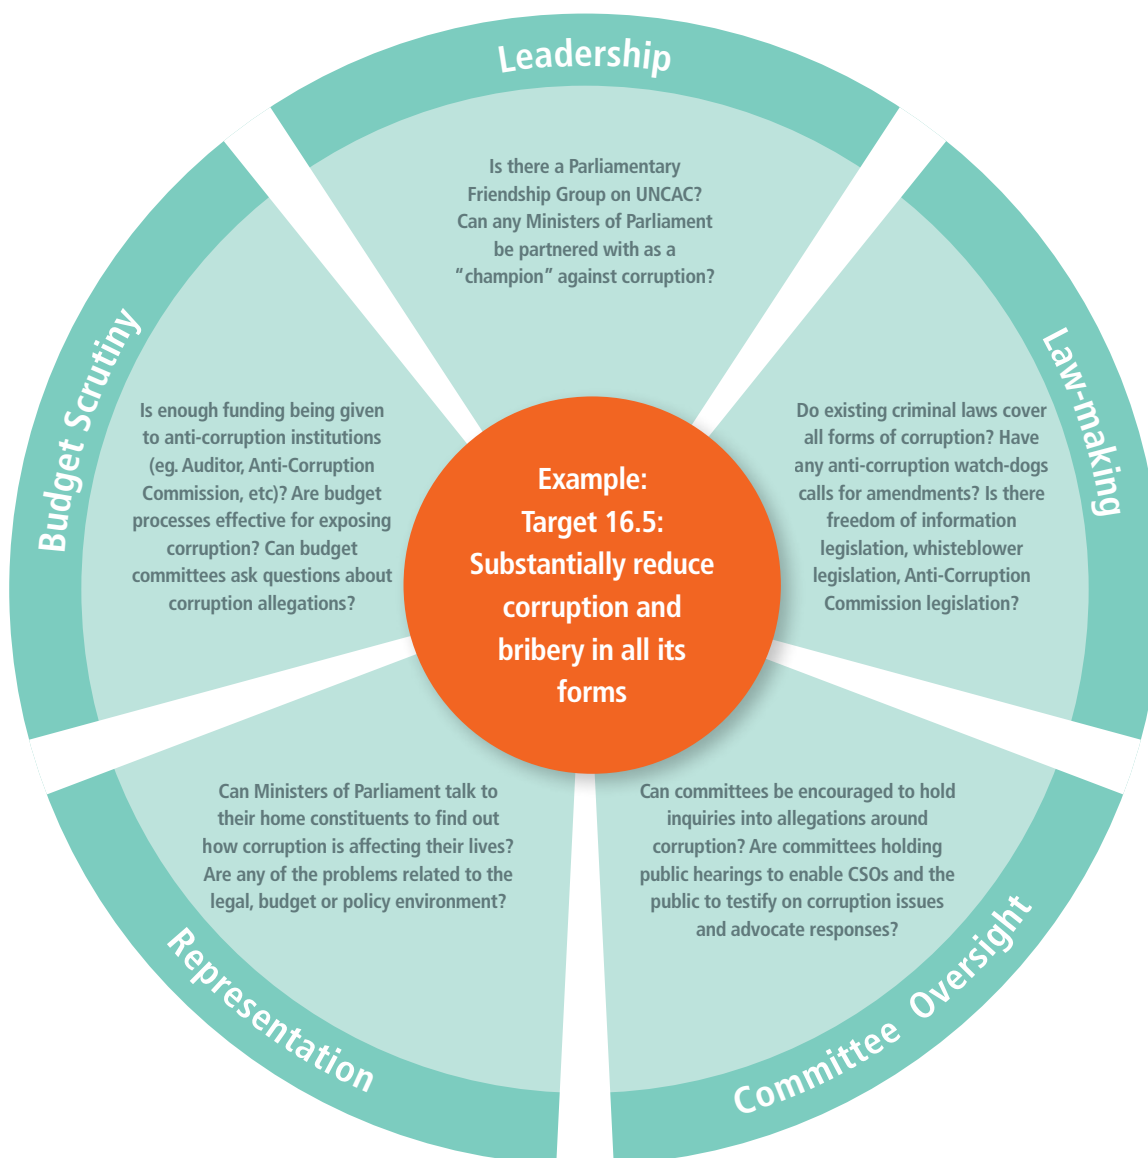 Leadership
Is there a Parliamentary
Friendship Group on UNCAC?
Can any Ministers of Parliament
be partnered with as a
“champion” against corruption?
Law-making
Do existing criminal laws cover
all forms of corruption? Have
any anti-corruption watch-dogs
calls for amendments? Is there
freedom of information
legislation, whisteblower
legislation, Anti-Corruption
Commission legislation?
Committee Oversight
Can committees be encouraged to hold
inquiries into allegations around
corruption? Are committees holding
public hearings to enable CSOs and the
public to testify on corruption issues
and advocate responses?
Representation
Can Ministers of Parliament talk to
their home constituents to find out
how corruption is affecting their lives?
Are any of the problems related to the
legal, budget or policy environment?
Budget Scrutiny
Is enough funding being given
to anti-corruption institutions
(eg. Auditor, Anti-Corruption
Commission, etc)? Are budget
processes effective for exposing
corruption? Can budget
committees ask questions about
corruption allegations?
Example:
Target 16.5:
Substantially reduce
corruption and
bribery in all its
forms